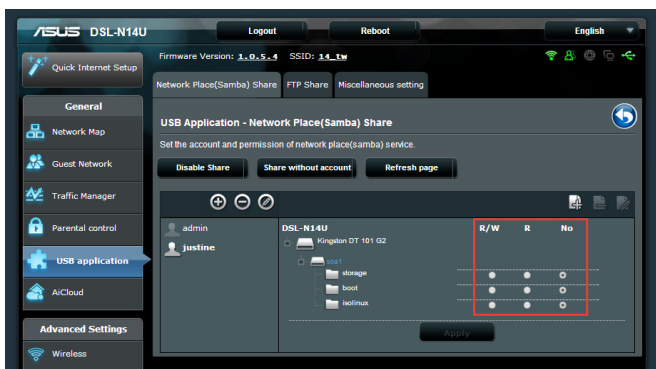 ASUS DSL-N14U Logout Reboot English
Quick Internet Setup
Firmware Version: 1.0.5.4 SSID: 14_tw
Network Place(Samba) Share FTP Share Miscellaneous setting
General
Network Map
Guest Network
Traffic Manager
Parental control
USB application
AiCloud
Advanced Settings
Wireless
USB Application - Network Place(Samba) Share
Set the account and permission of network place(samba) service.
Disable Share Share without account Refresh page
admin
justine
DSL-N14U R/W R No
Kingston DT 101 G2
sda1
storage
boot
isolinux
Apply